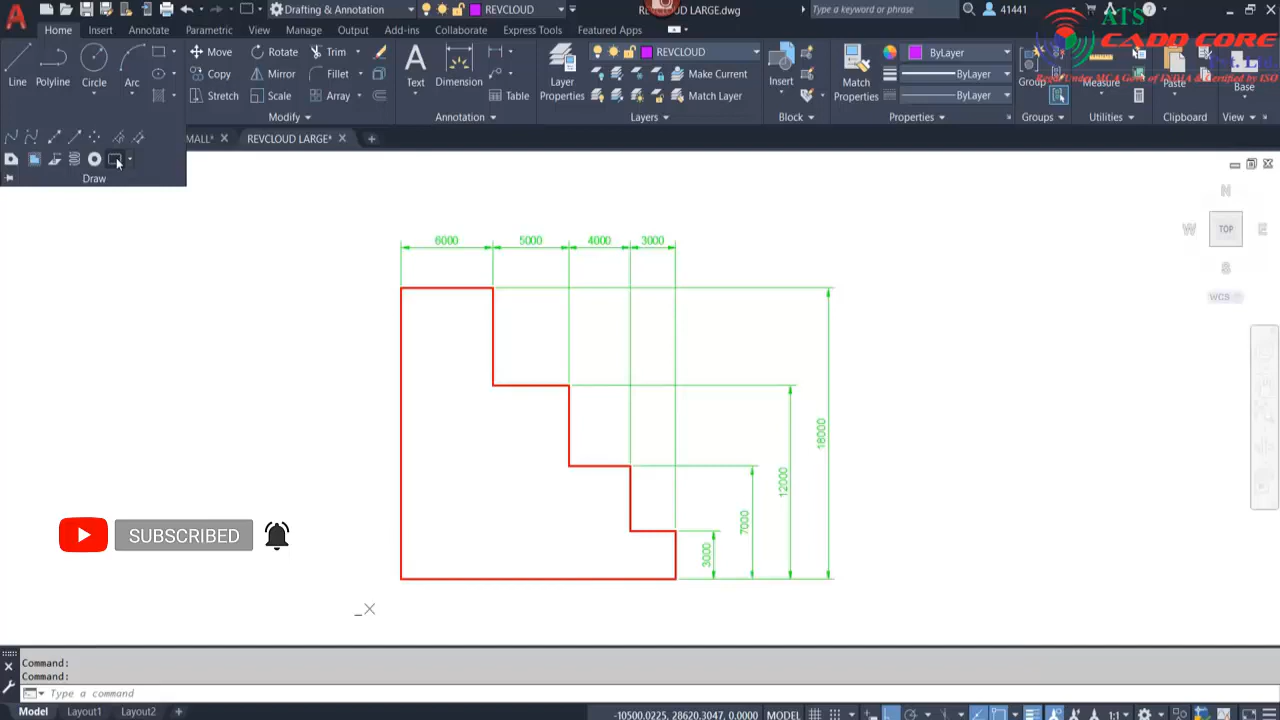 Drafting & Annotation
REVCLOUD
LARGE.dwg
Type a keyword or phrase
41441
ATS
CADD CORE
Home Insert Annotate Parametric View Manage Output Add-ins Collaborate Express Tools Featured Apps
Move Rotate Trim
REVCLOUD
ByLayer
Line Polyline Circle Arc
Copy Mirror Fillet
Text Dimension
Layer Properties
Make Current
Insert
Match Properties
ByLayer
Group
Measure
Paste
Base
Stretch Scale Array
Table
Match Layer
ByLayer
Modify
Annotation
Layers
Block
Properties
Groups
Utilities
Clipboard
View
MALL*
REVCLOUD LARGE*
Draw
N
W TOP E
S
WCS
6000 5000 4000 3000
18000
12000
7000
3000
SUBSCRIBED
X
Command:
Command:
Type a command
Model Layout1 Layout2 +
-10500.0225, 28620.3047, 0.0000 MODEL
1:1